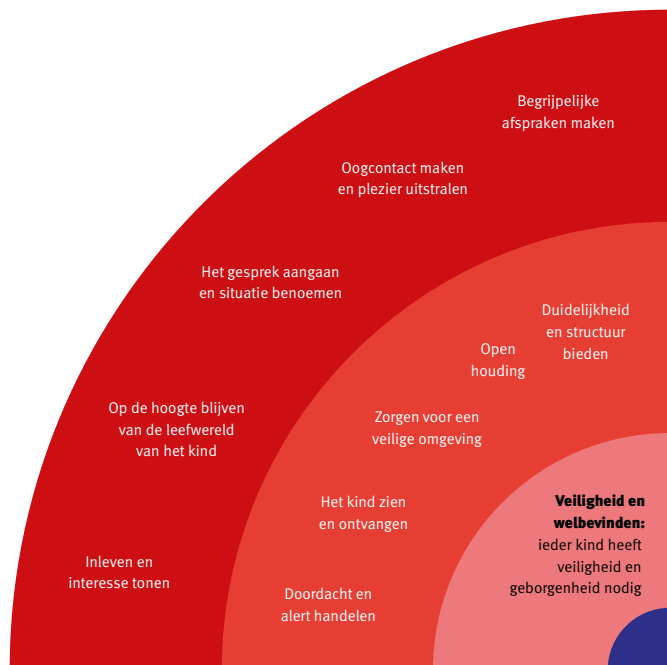 Begrijpelijke
afspraken maken
Oogcontact maken
en plezier uitstralen
Het gesprek aangaan
en situatie benoemen
Op de hoogte blijven
van de leefwereld
van het kind
Inleven en
interesse tonen
Duidelijkheid
en structuur
bieden
Open
houding
Zorgen voor een
veilige omgeving
Het kind zien
en ontvangen
Doordacht en
alert handelen
Veiligheid en
welbevinden:
ieder kind heeft
veiligheid en
geborgenheid nodig